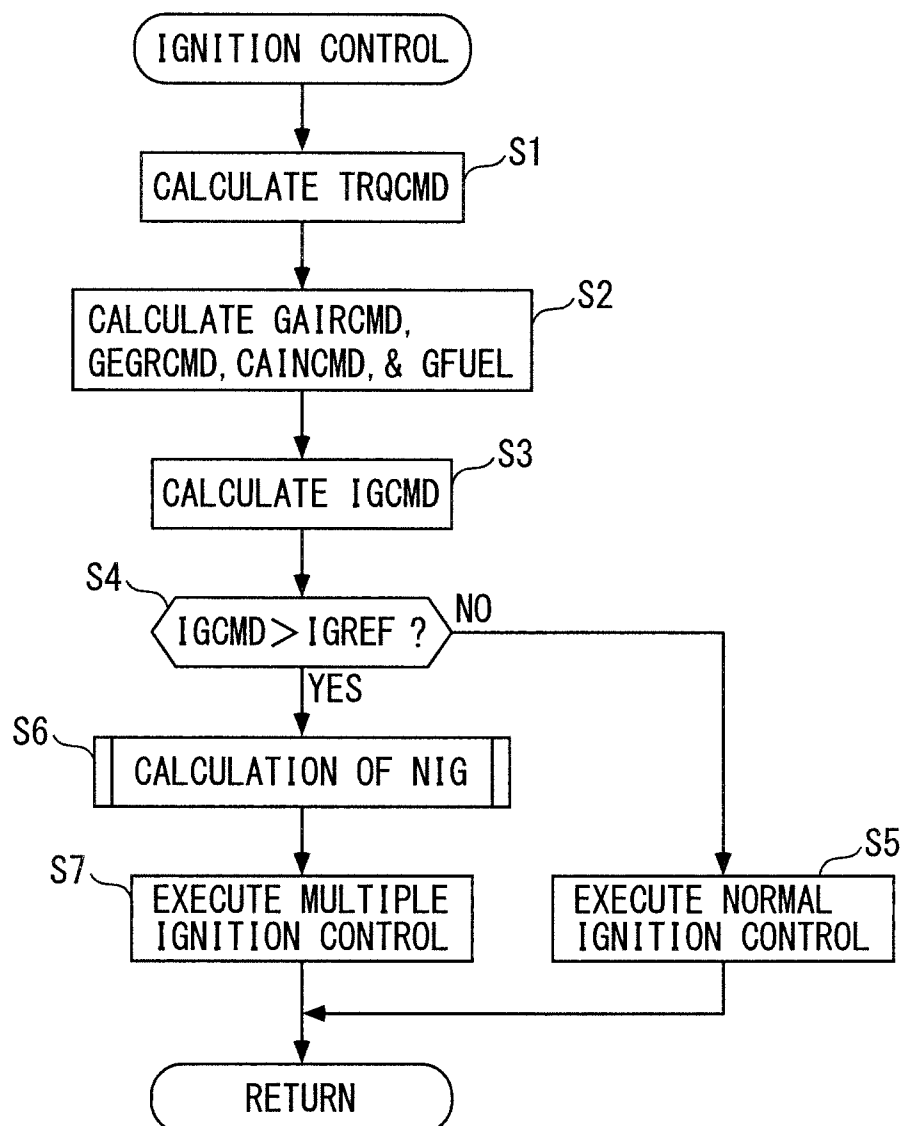 IGNITION CONTROL
S1
CALCULATE TRQCMD
S2
CALCULATE GAIRCMD,
GEGRCMD, CAINCMD, & GFUEL
S3
CALCULATE IGCMD
S4
IGCMD > IGREF ?
NO
YES
S6
CALCULATION OF NIG
S7
EXECUTE MULTIPLE
IGNITION CONTROL
S5
EXECUTE NORMAL
IGNITION CONTROL
RETURN